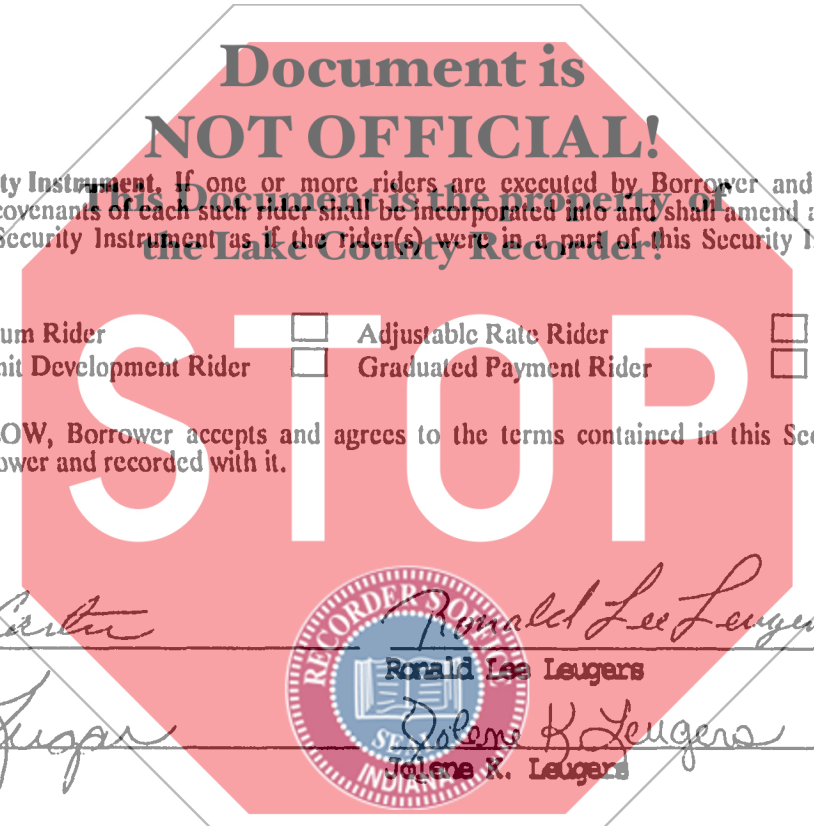 Document is
NOT OFFICIAL!
ty Instrument. If one or more riders are executed by Borrower and
This Document is the property of
covenants of each such rider shall be incorporated into and shall amend a
the Lake County Recorder!
Security Instrument as if the rider(s) were in a part of this Security I
um Rider Adjustable Rate Rider
nit Development Rider Graduated Payment Rider
STOP
OW, Borrower accepts and agrees to the terms contained in this Sec
ower and recorded with it.
RECORDER'S OFFICE
Ronald Lee Leugers
Ronald Lee Leugers
SEAL
Jolene K Leugers
Jolene K. Leugers
INDIANA